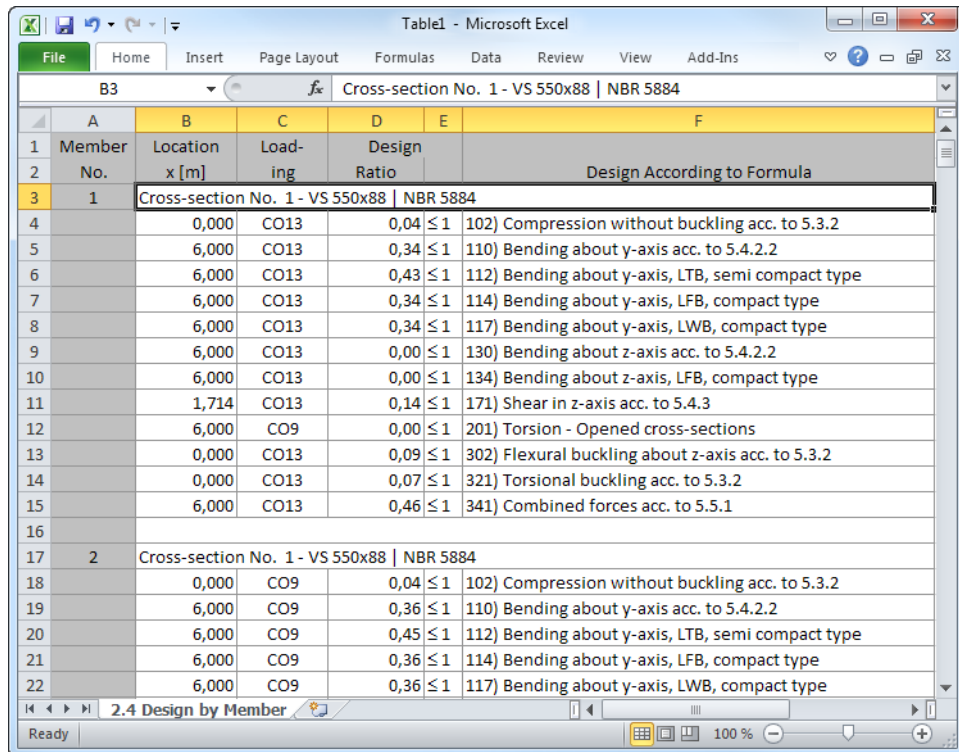 Table1 - Microsoft Excel
File Home Insert Page Layout Formulas Data Review View Add-Ins
B3 fx Cross-section No. 1 - VS 550x88 | NBR 5884
A B C D E F
1 Member Location Load- Design
2 No. x [m] ing Ratio Design According to Formula
3 1 Cross-section No. 1 - VS 550x88 | NBR 5884
4 0,000 CO13 0,04 ≤ 1 102) Compression without buckling acc. to 5.3.2
5 6,000 CO13 0,34 ≤ 1 110) Bending about y-axis acc. to 5.4.2.2
6 6,000 CO13 0,43 ≤ 1 112) Bending about y-axis, LTB, semi compact type
7 6,000 CO13 0,34 ≤ 1 114) Bending about y-axis, LFB, compact type
8 6,000 CO13 0,34 ≤ 1 117) Bending about y-axis, LWB, compact type
9 6,000 CO13 0,00 ≤ 1 130) Bending about z-axis acc. to 5.4.2.2
10 6,000 CO13 0,00 ≤ 1 134) Bending about z-axis, LFB, compact type
11 1,714 CO13 0,14 ≤ 1 171) Shear in z-axis acc. to 5.4.3
12 6,000 CO9 0,00 ≤ 1 201) Torsion - Opened cross-sections
13 0,000 CO13 0,09 ≤ 1 302) Flexural buckling about z-axis acc. to 5.3.2
14 0,000 CO13 0,07 ≤ 1 321) Torsional buckling acc. to 5.3.2
15 6,000 CO13 0,46 ≤ 1 341) Combined forces acc. to 5.5.1
16
17 2 Cross-section No. 1 - VS 550x88 | NBR 5884
18 0,000 CO9 0,04 ≤ 1 102) Compression without buckling acc. to 5.3.2
19 6,000 CO9 0,36 ≤ 1 110) Bending about y-axis acc. to 5.4.2.2
20 6,000 CO9 0,45 ≤ 1 112) Bending about y-axis, LTB, semi compact type
21 6,000 CO9 0,36 ≤ 1 114) Bending about y-axis, LFB, compact type
22 6,000 CO9 0,36 ≤ 1 117) Bending about y-axis, LWB, compact type
2.4 Design by Member
Ready 100 %